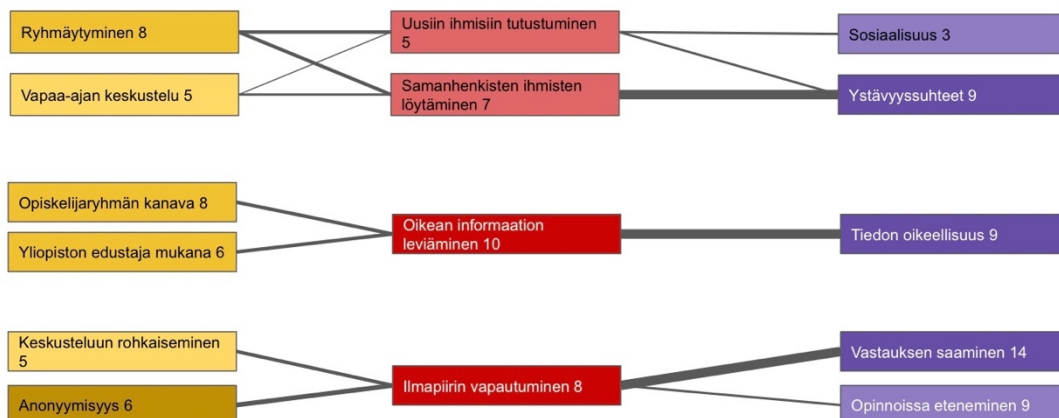 Ryhmäytyminen 8
Uusiin ihmisiin tutustuminen
5
Sosiaalisuus 3
Vapaa-ajan keskustelu 5
Samanhenkisten ihmisten
löytäminen 7
Ystävyyssuhteet 9
Opiskelijaryhmän kanava 8
Oikean informaation
leviäminen 10
Tiedon oikeellisuus 9
Yliopiston edustaja mukana 6
Keskusteluun rohkaiseminen
5
Ilmapiirin vapautuminen 8
Vastauksen saaminen 14
Anonyymisyys 6
Opinnoissa eteneminen 9